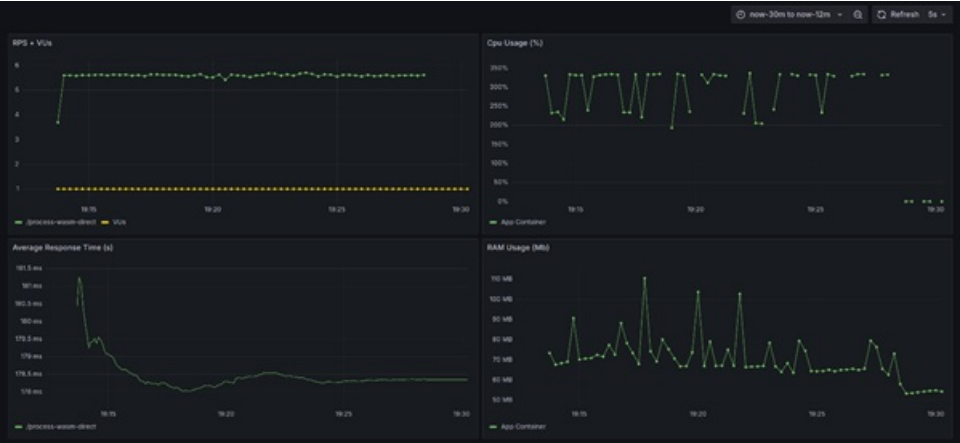 now-30m to now-12m
Refresh 5s
RPS + VUs
6
5
4
3
2
1
19:15 19:20 19:25 19:30
/process-wasm-direct VUs
Cpu Usage (%)
350%
300%
250%
200%
150%
100%
50%
0%
19:15 19:20 19:25 19:30
App Container
Average Response Time (s)
181.5 ms
181 ms
180.5 ms
180 ms
179.5 ms
179 ms
178.5 ms
178 ms
19:15 19:20 19:25 19:30
/process-wasm-direct
RAM Usage (Mb)
110 MB
100 MB
90 MB
80 MB
70 MB
60 MB
50 MB
19:15 19:20 19:25 19:30
App Container